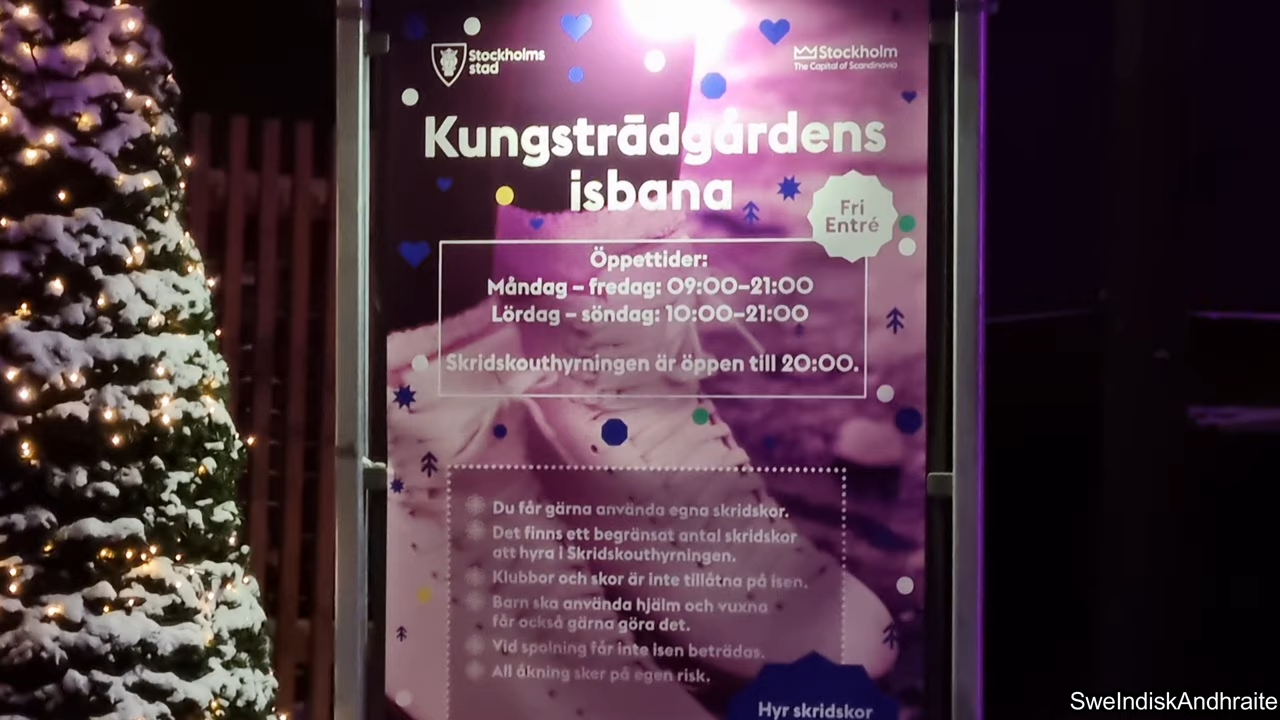 Stockholms
stad
Stockholm
The Capital of Scandinavia
Kungsträdgårdens
isbana
Fri
Entré
Öppettider:
Måndag – fredag: 09:00–21:00
Lördag – söndag: 10:00–21:00
Skridskouthyrningen är öppen till 20:00.
Du får gärna använda egna skridskor.
Det finns ett begränsat antal skridskor
att hyra i Skridskouthyrningen.
Klubbor och skor är inte tillåtna på isen.
Barn ska använda hjälm och vuxna
får också gärna göra det.
Vid spolning får inte isen beträdas.
All åkning sker på egen risk.
Hyr skridskor
SweIndiskAndhraite